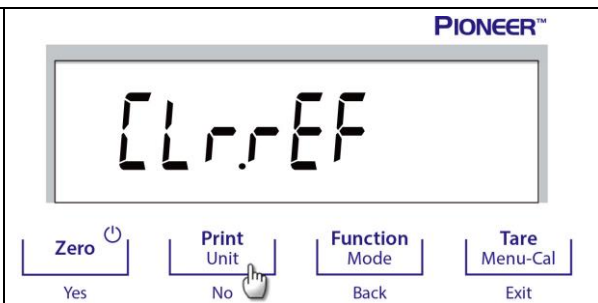 PIONEER™
CLr.rEF
Zero Print Function Tare
Unit Mode Menu-Cal
Yes No Back Exit